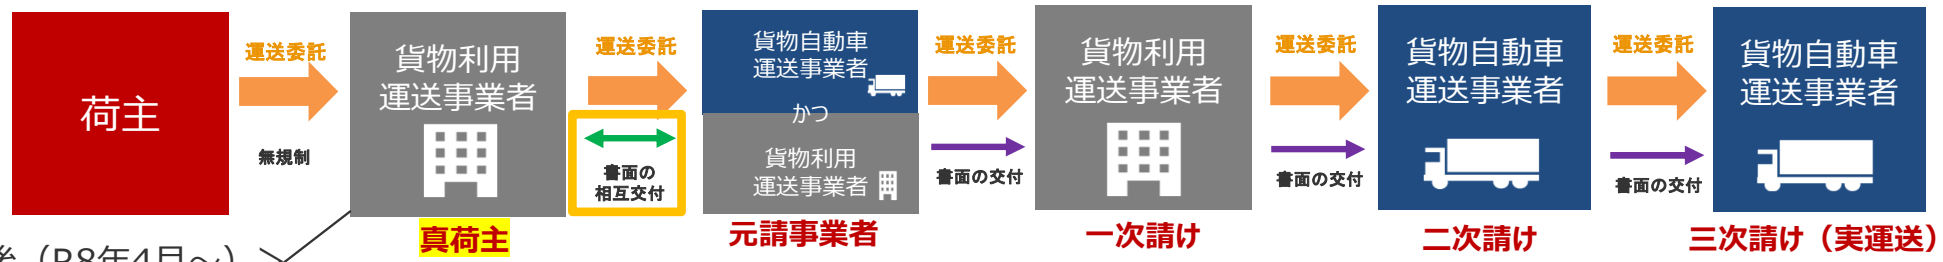 荷主
運送委託
無規制
貨物利用
運送事業者
真荷主
運送委託
書面の
相互交付
貨物自動車
運送事業者
かつ
貨物利用
運送事業者
元請事業者
運送委託
書面の交付
貨物利用
運送事業者
一次請け
運送委託
書面の交付
貨物自動車
運送事業者
二次請け
運送委託
書面の交付
貨物自動車
運送事業者
三次請け（実運送）
後（R8年4月～）